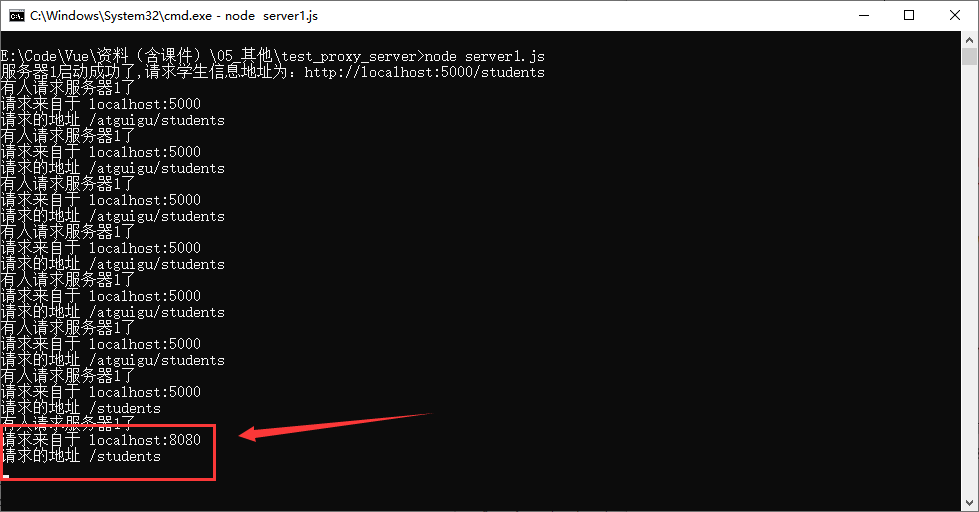 C:\Windows\System32\cmd.exe - node  server1.js
E:\Code\Vue\资料（含课件）\05_其他\test_proxy_server>node server1.js
服务器1启动成功了,请求学生信息地址为：http://localhost:5000/students
有人请求服务器1了
请求来自于 localhost:5000
请求的地址 /atguigu/students
有人请求服务器1了
请求来自于 localhost:5000
请求的地址 /atguigu/students
有人请求服务器1了
请求来自于 localhost:5000
请求的地址 /atguigu/students
有人请求服务器1了
请求来自于 localhost:5000
请求的地址 /atguigu/students
有人请求服务器1了
请求来自于 localhost:5000
请求的地址 /atguigu/students
有人请求服务器1了
请求来自于 localhost:5000
请求的地址 /atguigu/students
有人请求服务器1了
请求来自于 localhost:5000
请求的地址 /students
有人请求服务器1了
请求来自于 localhost:8080
请求的地址 /students